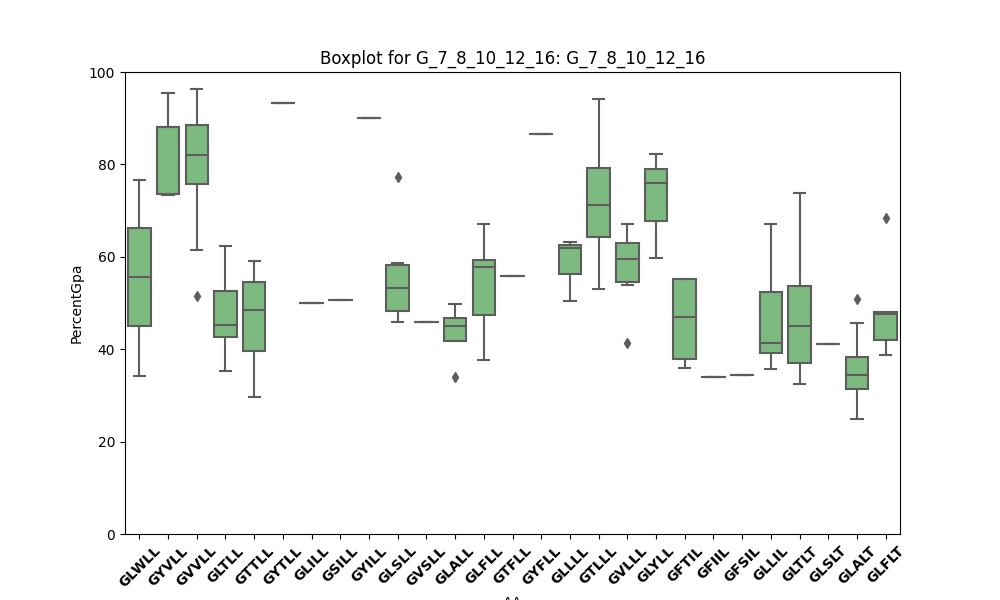 Boxplot for G_7_8_10_12_16: G_7_8_10_12_16
100
80
60
40
20
0
PercentGpa
GLWLL GYVLL GVVLL GLTLL GTTLL GYTLL GLILL GSILL GYILL GLSLL GVSLL GLALL GLFLL GTFLL GYFLL GLLLL GTLLL GVLLL GLYLL GFTIL GFIIL GFSIL GLLIL GLTLT GLSLT GLALT GLFLT
AA